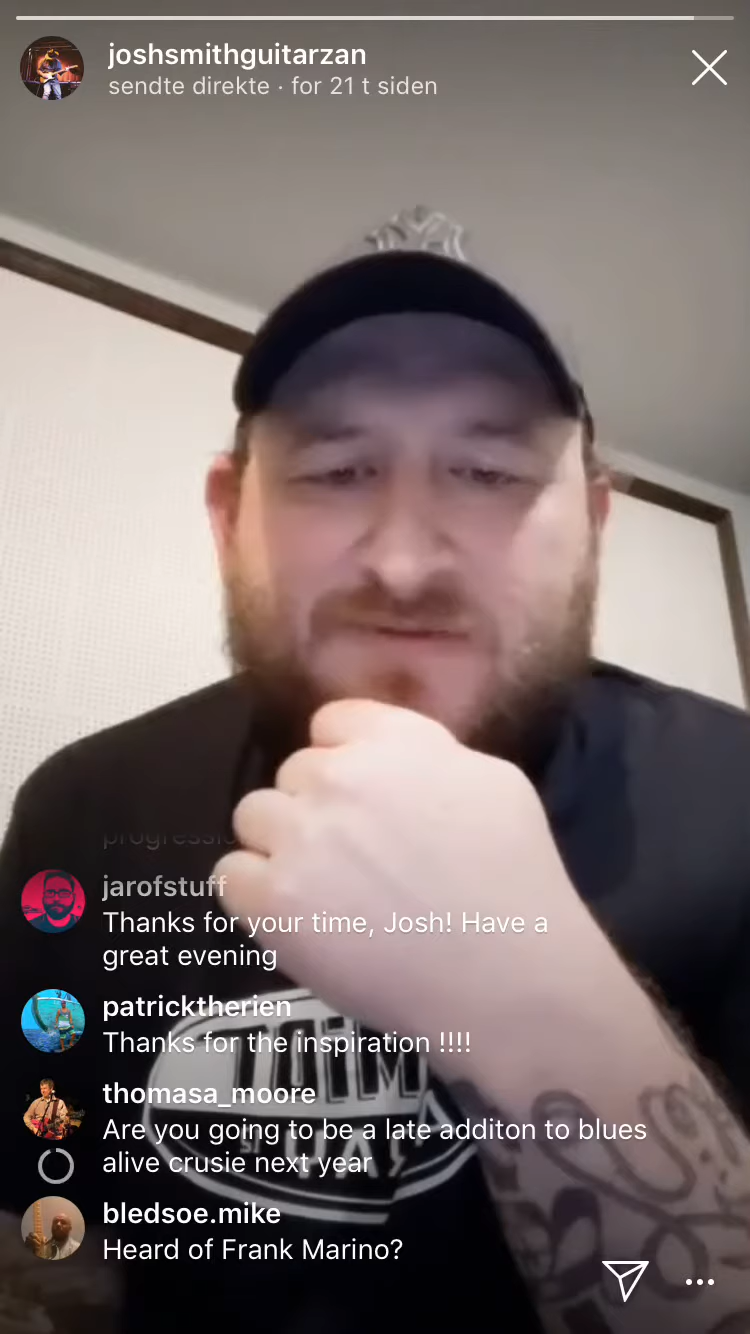 joshsmithguitarzan
sendte direkte · for 21 t siden
jarofstuff
Thanks for your time, Josh! Have a
great evening
patricktherien
Thanks for the inspiration !!!!
thomasa_moore
Are you going to be a late additon to blues
alive crusie next year
bledsoe.mike
Heard of Frank Marino?